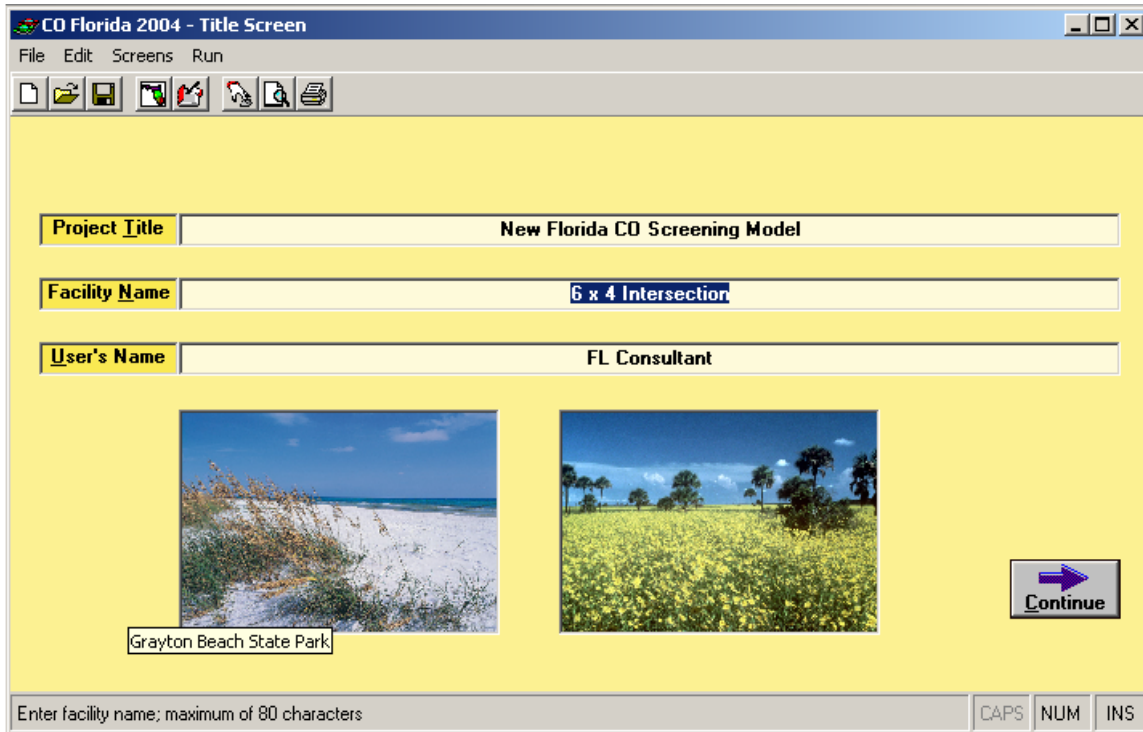 CO Florida 2004 - Title Screen
File Edit Screens Run
Project Title New Florida CO Screening Model
Facility Name 6 x 4 Intersection
User's Name FL Consultant
Continue
Grayton Beach State Park
Enter facility name; maximum of 80 characters CAPS NUM INS